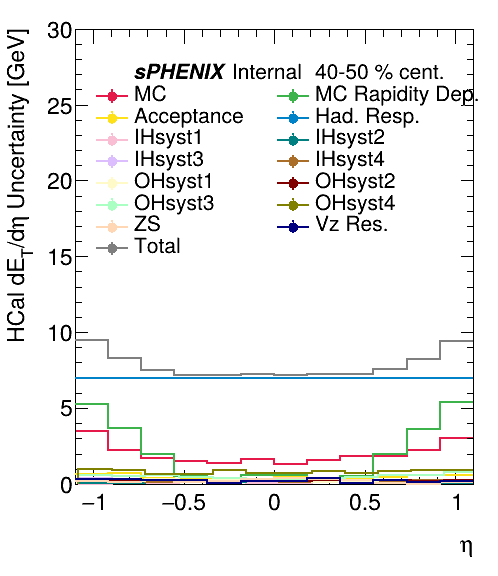 sPHENIX Internal 40-50 % cent.
MC
MC Rapidity Dep.
Acceptance
Had. Resp.
IHsyst1
IHsyst2
IHsyst3
IHsyst4
OHsyst1
OHsyst2
OHsyst3
OHsyst4
ZS
Vz Res.
Total
HCal dE_T/dη Uncertainty [GeV]
30
25
20
15
10
5
0
−1 −0.5 0 0.5 1
η